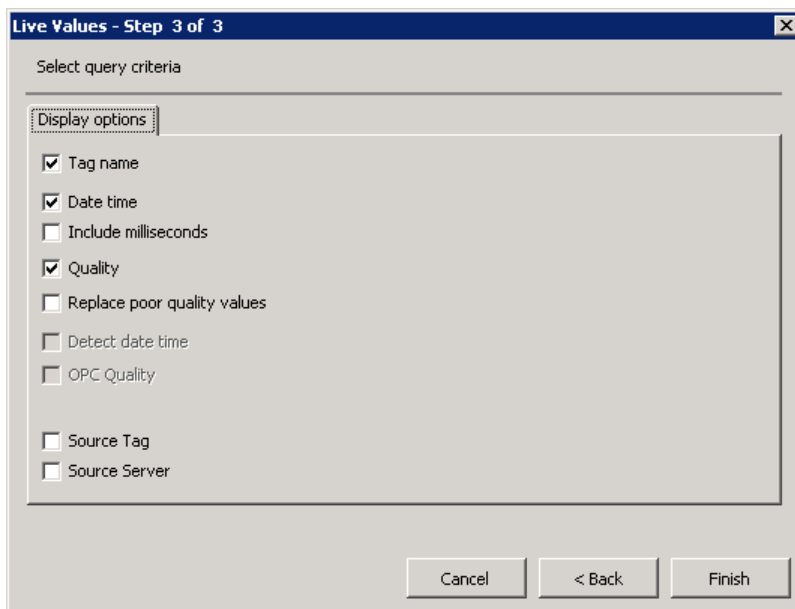 Live Values - Step 3 of 3
Select query criteria
Display options
Tag name
Date time
Include milliseconds
Quality
Replace poor quality values
Detect date time
OPC Quality
Source Tag
Source Server
Cancel
< Back
Finish